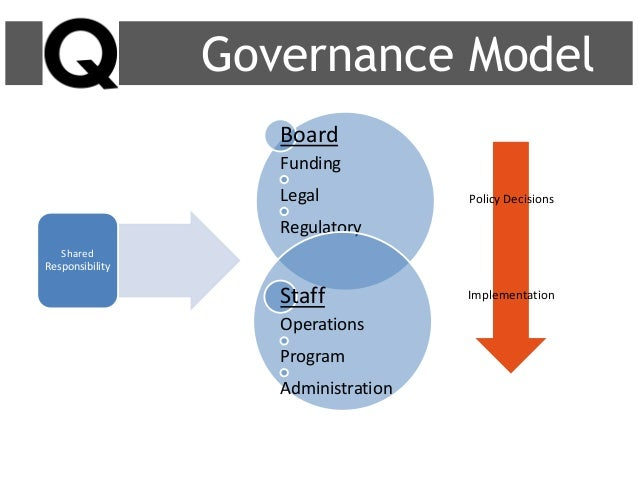 Q
Governance Model
Board
Funding
Legal
Regulatory
Shared
Responsibility
Staff
Operations
Program
Administration
Policy Decisions
Implementation